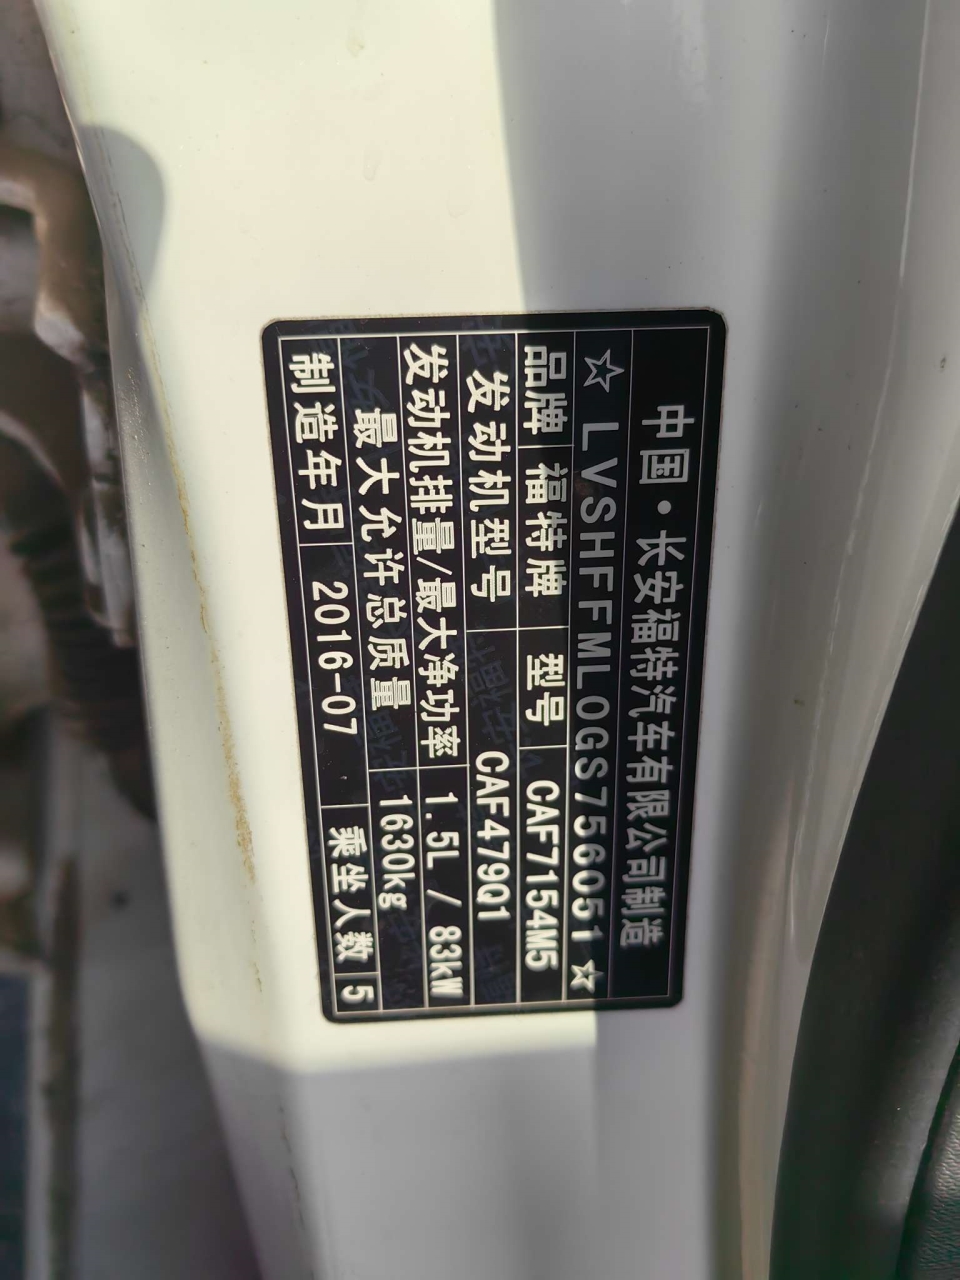 中国·长安福特汽车有限公司制造
☆LVSHFFML0GS756051☆
品牌 福特牌 型号 CAF7154M5
发动机型号 CAF479Q1
发动机排量/最大净功率 1.5L / 83kW
最大允许总质量 1630kg
制造年月 2016-07 乘坐人数 5